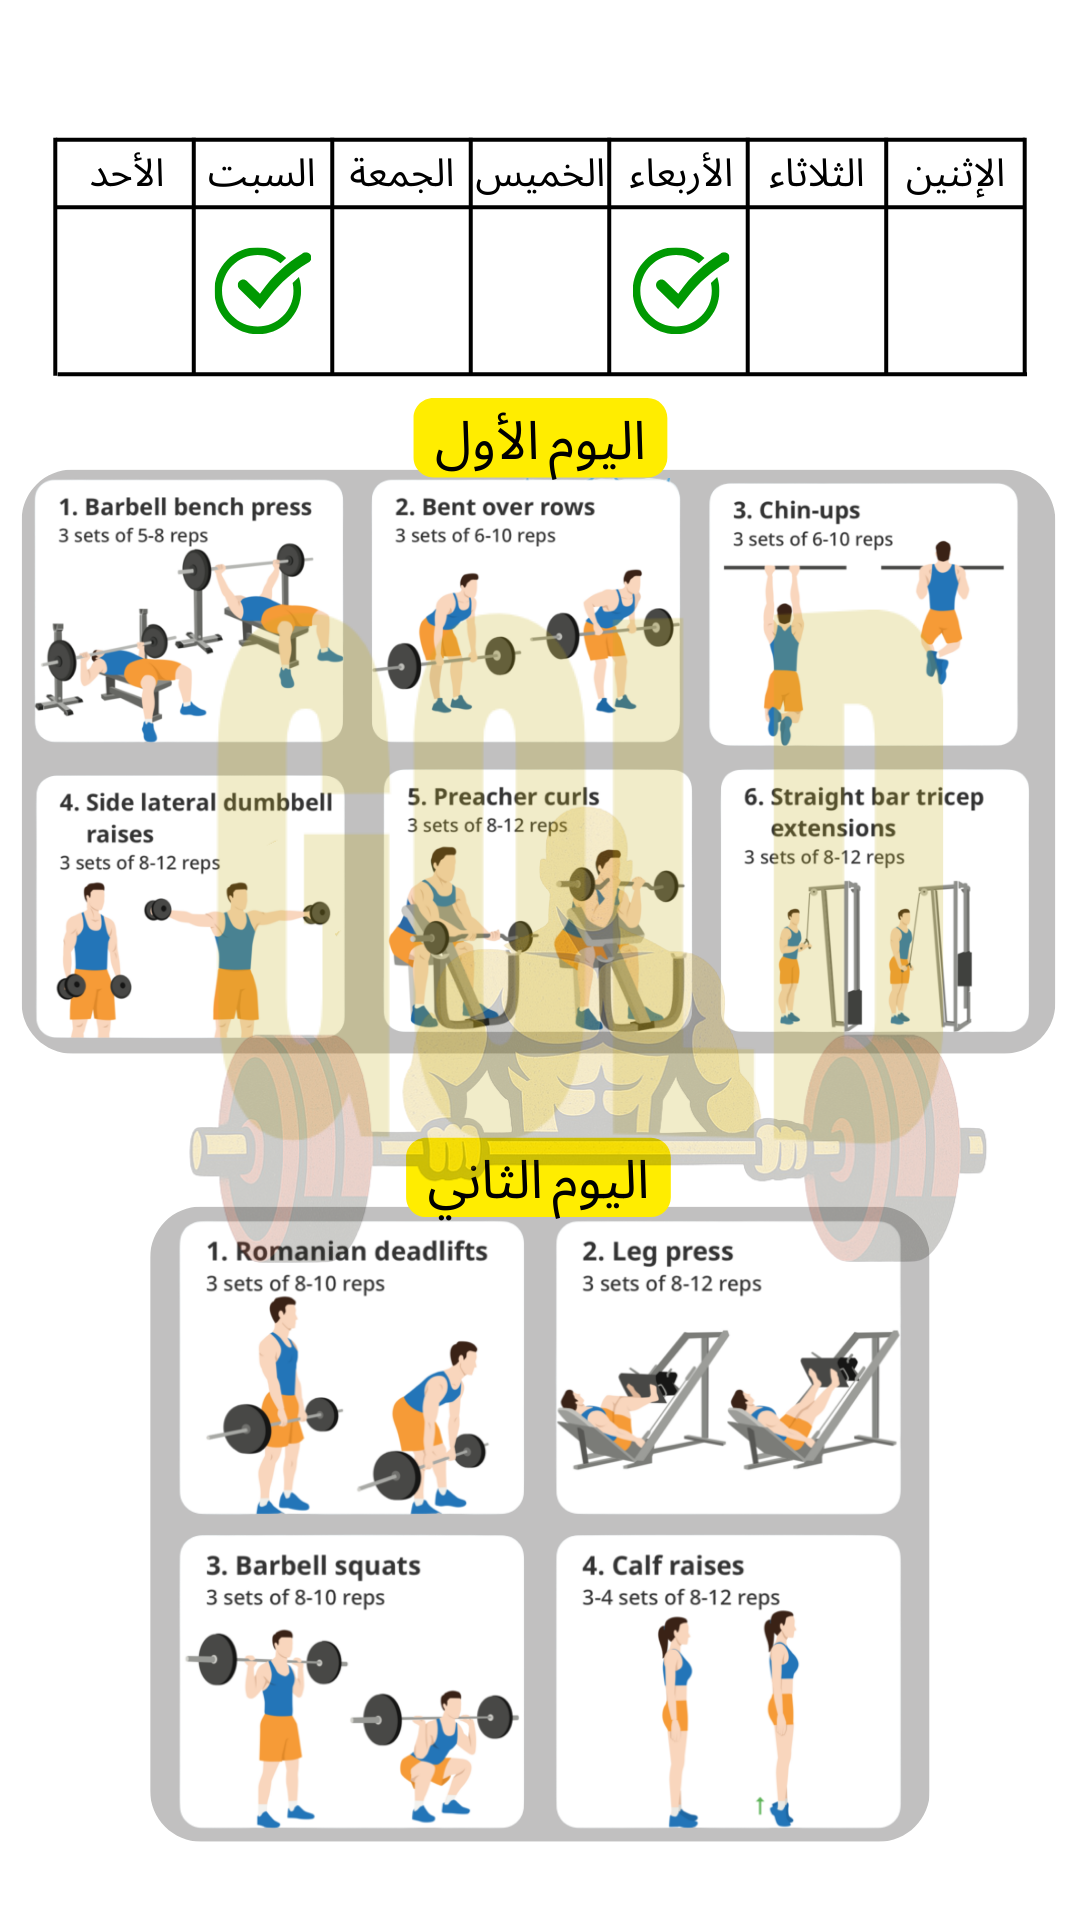 الإثنين
الثلاثاء
الأربعاء
الخميس
الجمعة
السبت
الأحد
اليوم الأول
1. Barbell bench press
3 sets of 5-8 reps
2. Bent over rows
3 sets of 6-10 reps
3. Chin-ups
3 sets of 6-10 reps
4. Side lateral dumbbell
raises
3 sets of 8-12 reps
5. Preacher curls
3 sets of 8-12 reps
6. Straight bar tricep
extensions
3 sets of 8-12 reps
GOLD
اليوم الثاني
1. Romanian deadlifts
3 sets of 8-10 reps
2. Leg press
3 sets of 8-12 reps
3. Barbell squats
3 sets of 8-10 reps
4. Calf raises
3-4 sets of 8-12 reps